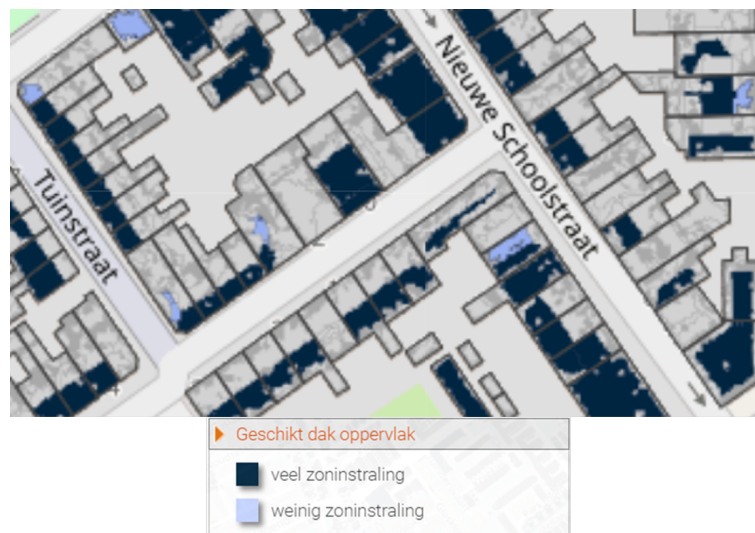 Nieuwe Schoolstraat
Tuinstraat
Geschikt dak oppervlak
veel zoninstraling
weinig zoninstraling